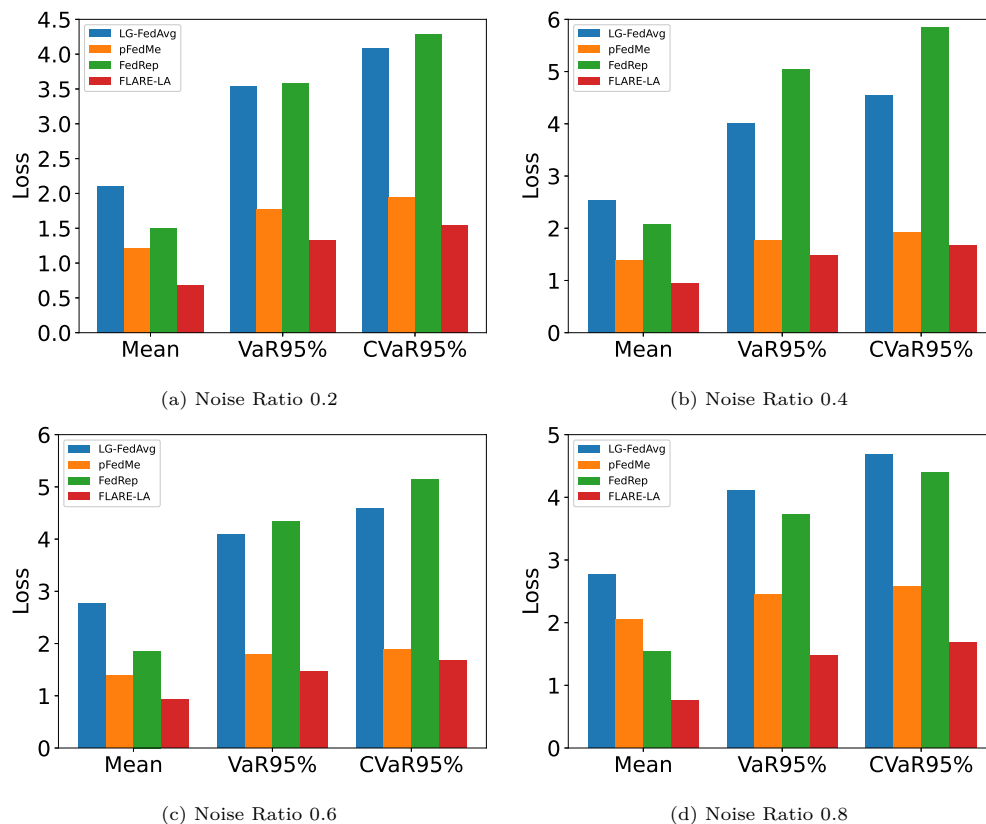 4.5
4.0
3.5
3.0
2.5
2.0
1.5
1.0
0.5
0.0
Loss
LG-FedAvg
pFedMe
FedRep
FLARE-LA
Mean VaR95% CVaR95%
(a) Noise Ratio 0.2
6
5
4
3
2
1
0
Loss
LG-FedAvg
pFedMe
FedRep
FLARE-LA
Mean VaR95% CVaR95%
(b) Noise Ratio 0.4
6
5
4
3
2
1
0
Loss
LG-FedAvg
pFedMe
FedRep
FLARE-LA
Mean VaR95% CVaR95%
(c) Noise Ratio 0.6
5
4
3
2
1
0
Loss
LG-FedAvg
pFedMe
FedRep
FLARE-LA
Mean VaR95% CVaR95%
(d) Noise Ratio 0.8